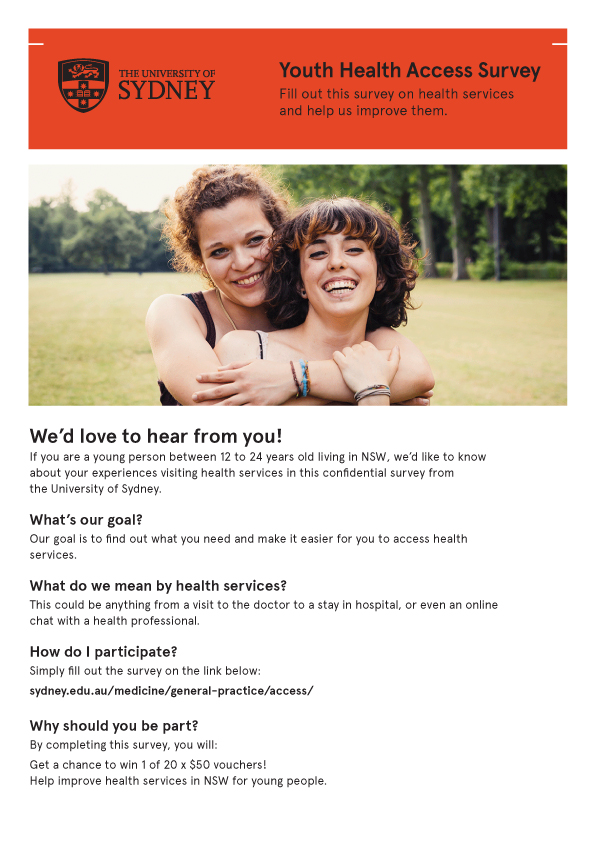 THE UNIVERSITY OF
SYDNEY
Youth Health Access Survey
Fill out this survey on health services
and help us improve them.
We’d love to hear from you!
If you are a young person between 12 to 24 years old living in NSW, we’d like to know
about your experiences visiting health services in this confidential survey from
the University of Sydney.
What’s our goal?
Our goal is to find out what you need and make it easier for you to access health
services.
What do we mean by health services?
This could be anything from a visit to the doctor to a stay in hospital, or even an online
chat with a health professional.
How do I participate?
Simply fill out the survey on the link below:
sydney.edu.au/medicine/general-practice/access/
Why should you be part?
By completing this survey, you will:
Get a chance to win 1 of 20 x $50 vouchers!
Help improve health services in NSW for young people.